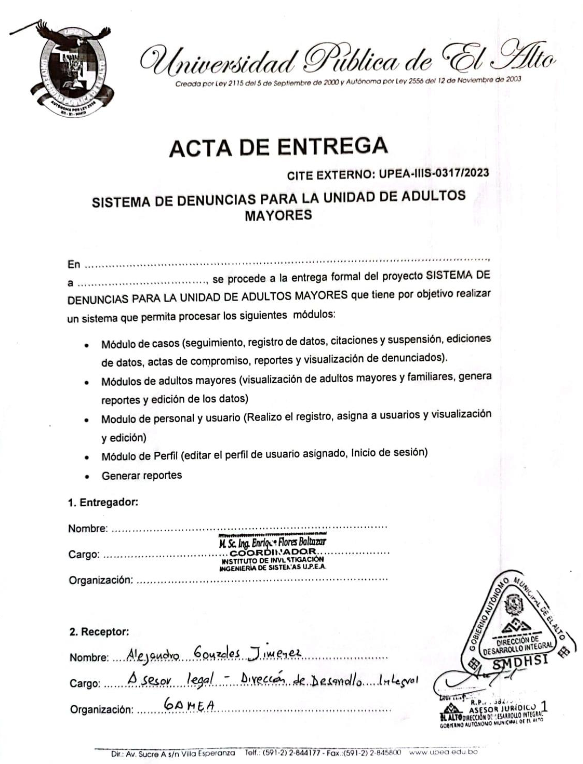 Universidad Pública de El Alto
Creada por Ley 2115 del 5 de Septiembre de 2000 y Autónoma por Ley 2556 del 12 de Noviembre de 2003
ACTA DE ENTREGA
CITE EXTERNO: UPEA-IIIS-0317/2023
SISTEMA DE DENUNCIAS PARA LA UNIDAD DE ADULTOS
MAYORES
En ……………………………………………………………………………………,
a ……………………………, se procede a la entrega formal del proyecto SISTEMA DE
DENUNCIAS PARA LA UNIDAD DE ADULTOS MAYORES que tiene por objetivo realizar
un sistema que permita procesar los siguientes módulos:
• Módulo de casos (seguimiento, registro de datos, citaciones y suspensión, ediciones
de datos, actas de compromiso, reportes y visualización de denunciados).
• Módulos de adultos mayores (visualización de adultos mayores y familiares, genera
reportes y edición de los datos)
• Modulo de personal y usuario (Realizo el registro, asigna a usuarios y visualización
y edición)
• Módulo de Perfil (editar el perfil de usuario asignado, Inicio de sesión)
• Generar reportes
1. Entregador:
Nombre: ……………………………………………………
M. Sc. Ing. Enrique Flores Baltazar
Cargo: …………………… COORDINADOR ……………………
INSTITUTO DE INVESTIGACIÓN
INGENIERÍA DE SISTEMAS U.P.E.A.
Organización: ……………………………………………………
2. Receptor:
Nombre: Alejandro Gonzales Jimenez
Cargo: Asesor legal - Dirección de Desarrollo Integral
Organización: GAMEA
GOBIERNO AUTÓNOMO MUNICIPAL DE EL ALTO
DIRECCIÓN DE
DESARROLLO INTEGRAL
SMDHSI
ASESOR JURÍDICO 1
EL ALTO DIRECCIÓN DE DESARROLLO INTEGRAL
GOBIERNO AUTÓNOMO MUNICIPAL DE EL ALTO
Dir.: Av. Sucre A s/n Villa Esperanza Telf.: (591-2) 2-844177 - Fax.:(591-2) 2-845800 www.upea.edu.bo